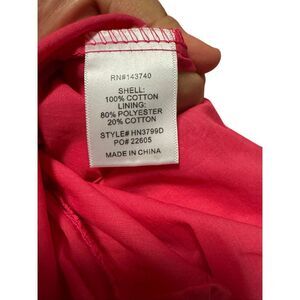 RN#143740
SHELL:
100% COTTON
LINING:
80% POLYESTER
20% COTTON
STYLE# HN3799D
PO# 22605
MADE IN CHINA